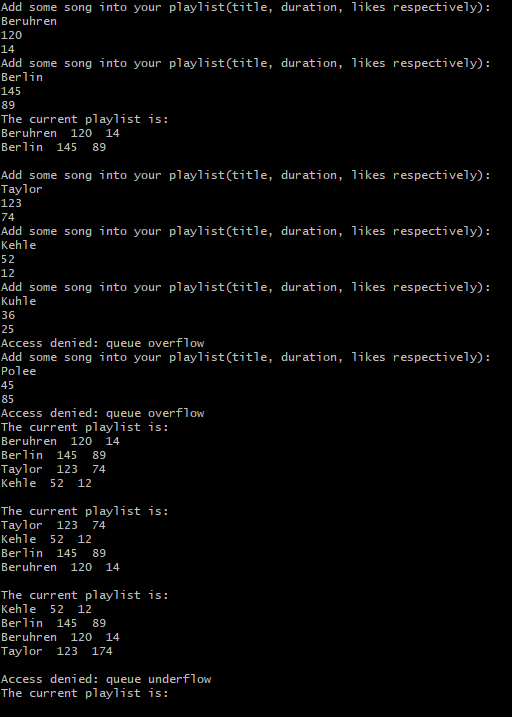 Add some song into your playlist(title, duration, likes respectively):
Beruhren
120
14
Add some song into your playlist(title, duration, likes respectively):
Berlin
145
89
The current playlist is:
Beruhren  120  14
Berlin  145  89
Add some song into your playlist(title, duration, likes respectively):
Taylor
123
74
Add some song into your playlist(title, duration, likes respectively):
Kehle
52
12
Add some song into your playlist(title, duration, likes respectively):
Kuhle
36
25
Access denied: queue overflow
Add some song into your playlist(title, duration, likes respectively):
Polee
45
85
Access denied: queue overflow
The current playlist is:
Beruhren  120  14
Berlin  145  89
Taylor  123  74
Kehle  52  12
The current playlist is:
Taylor  123  74
Kehle  52  12
Berlin  145  89
Beruhren  120  14
The current playlist is:
Kehle  52  12
Berlin  145  89
Beruhren  120  14
Taylor  123  174
Access denied: queue underflow
The current playlist is: